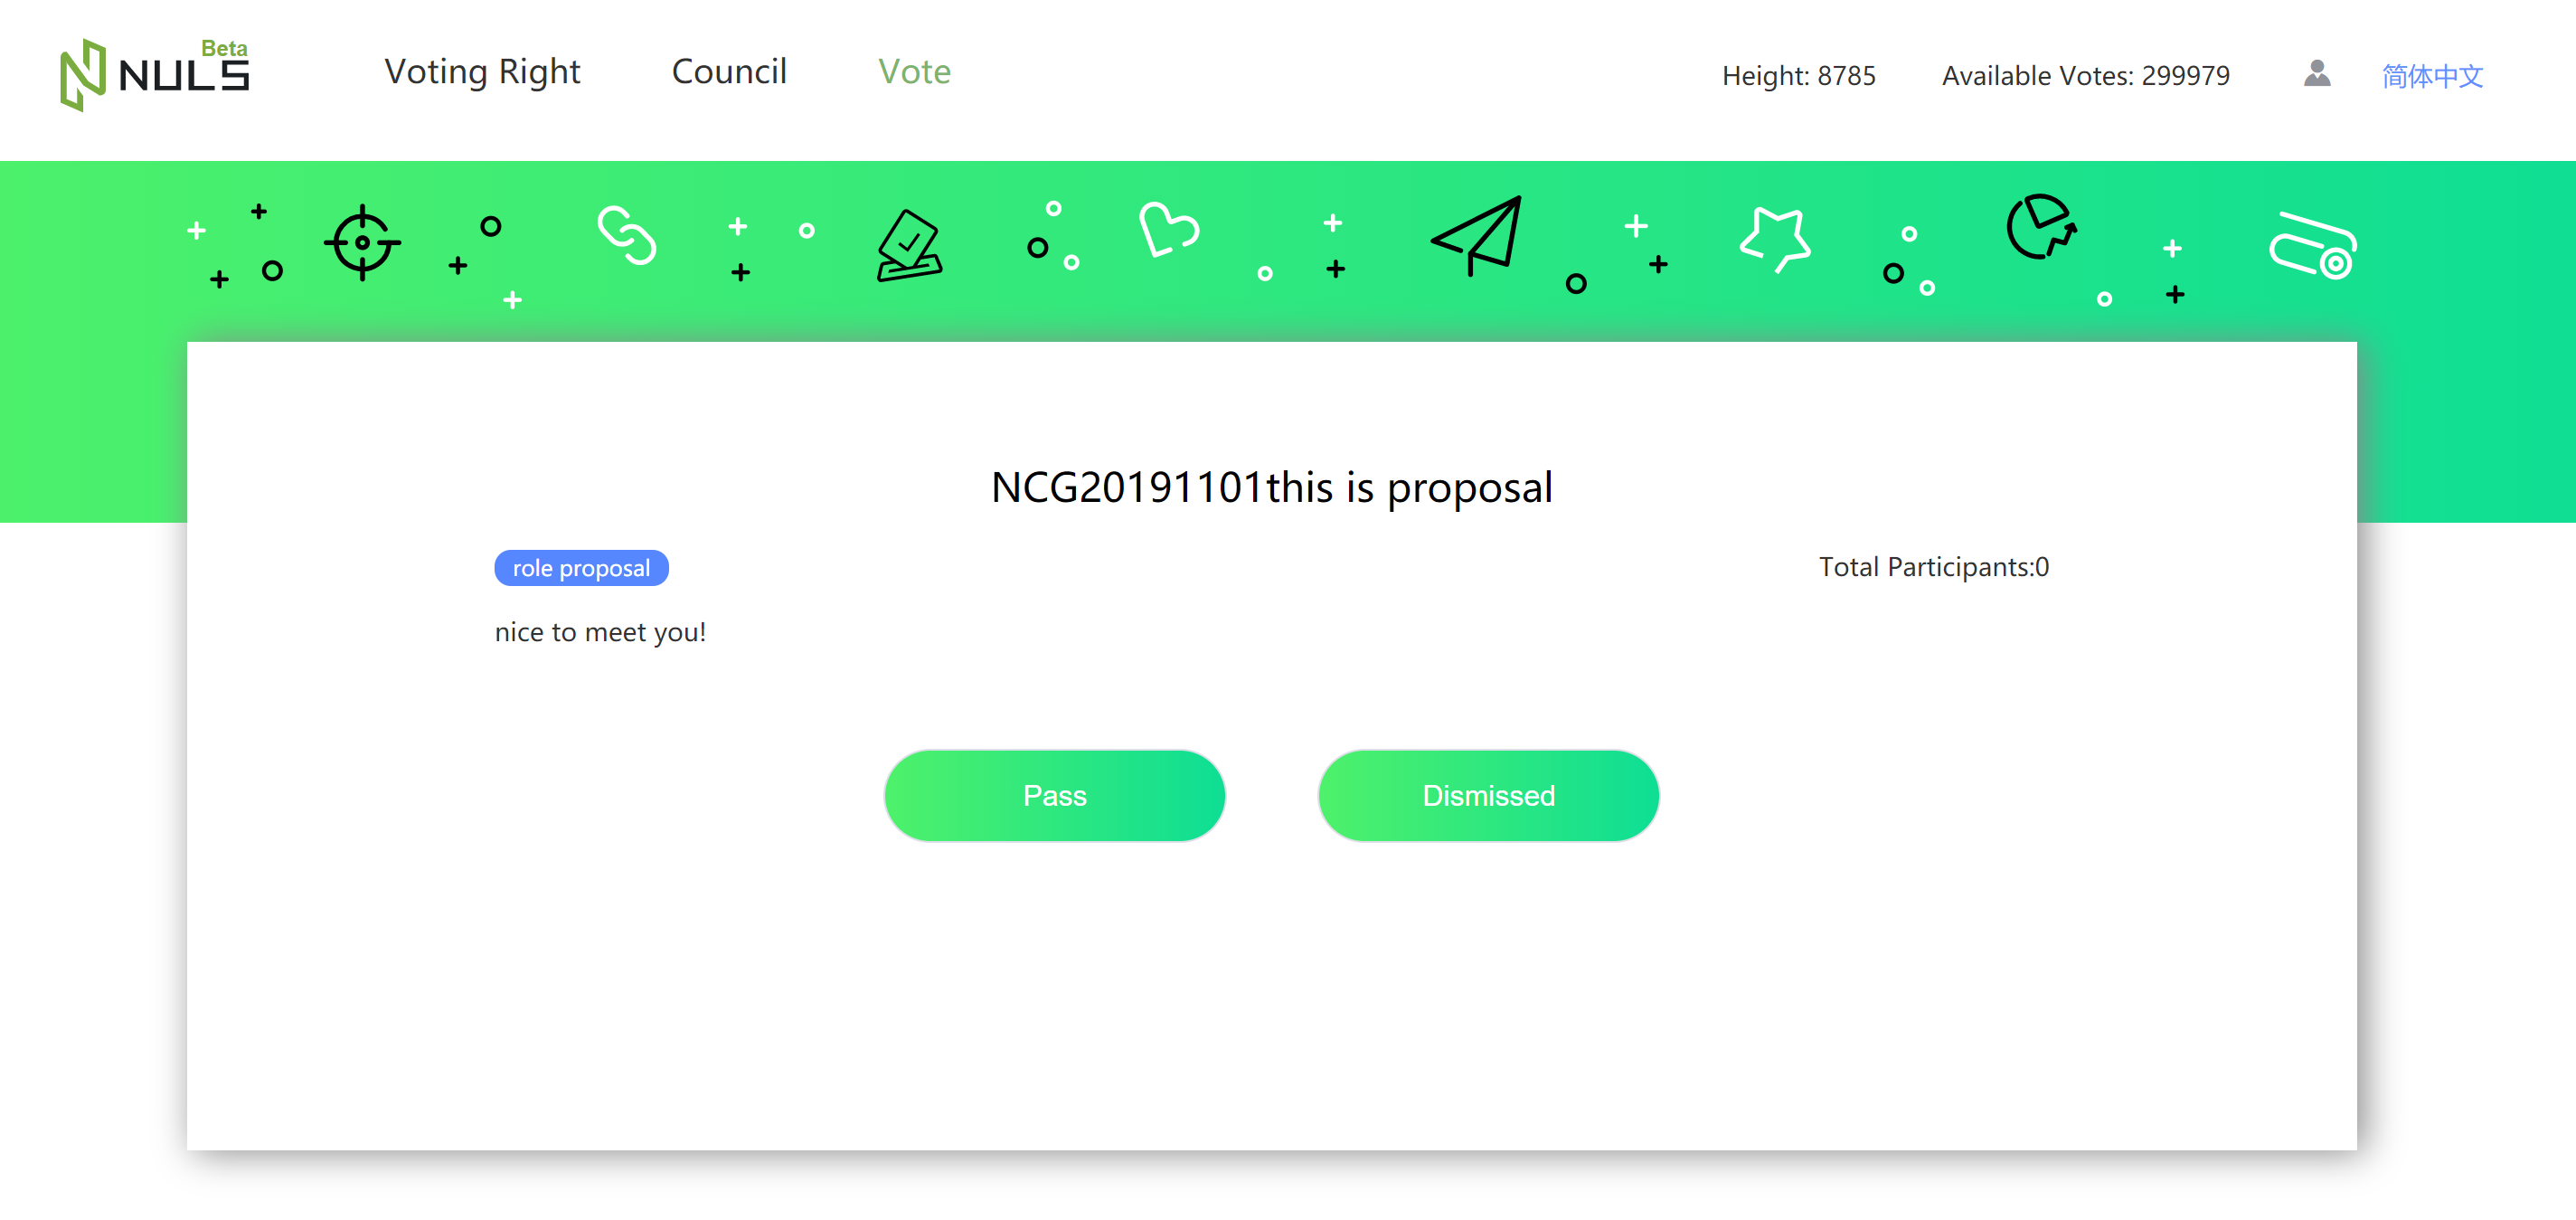 Beta
NULS
Voting Right Council Vote Height: 8785 Available Votes: 299979 简体中文
NCG20191101this is proposal
role proposal Total Participants:0
nice to meet you!
Pass Dismissed